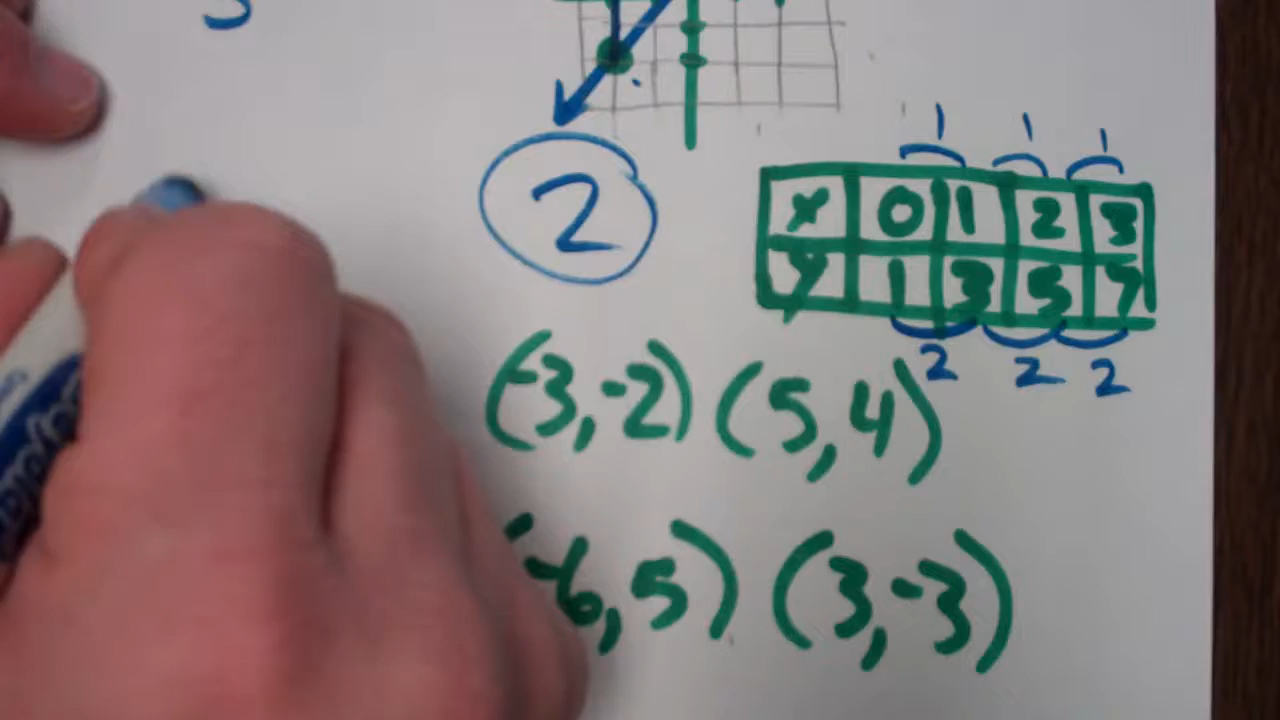 1 1 1
2
x 0 1 2 3
y 1 3 5 7
2 2 2
(-3,-2) (5,4)
-6,5) (3,-3)